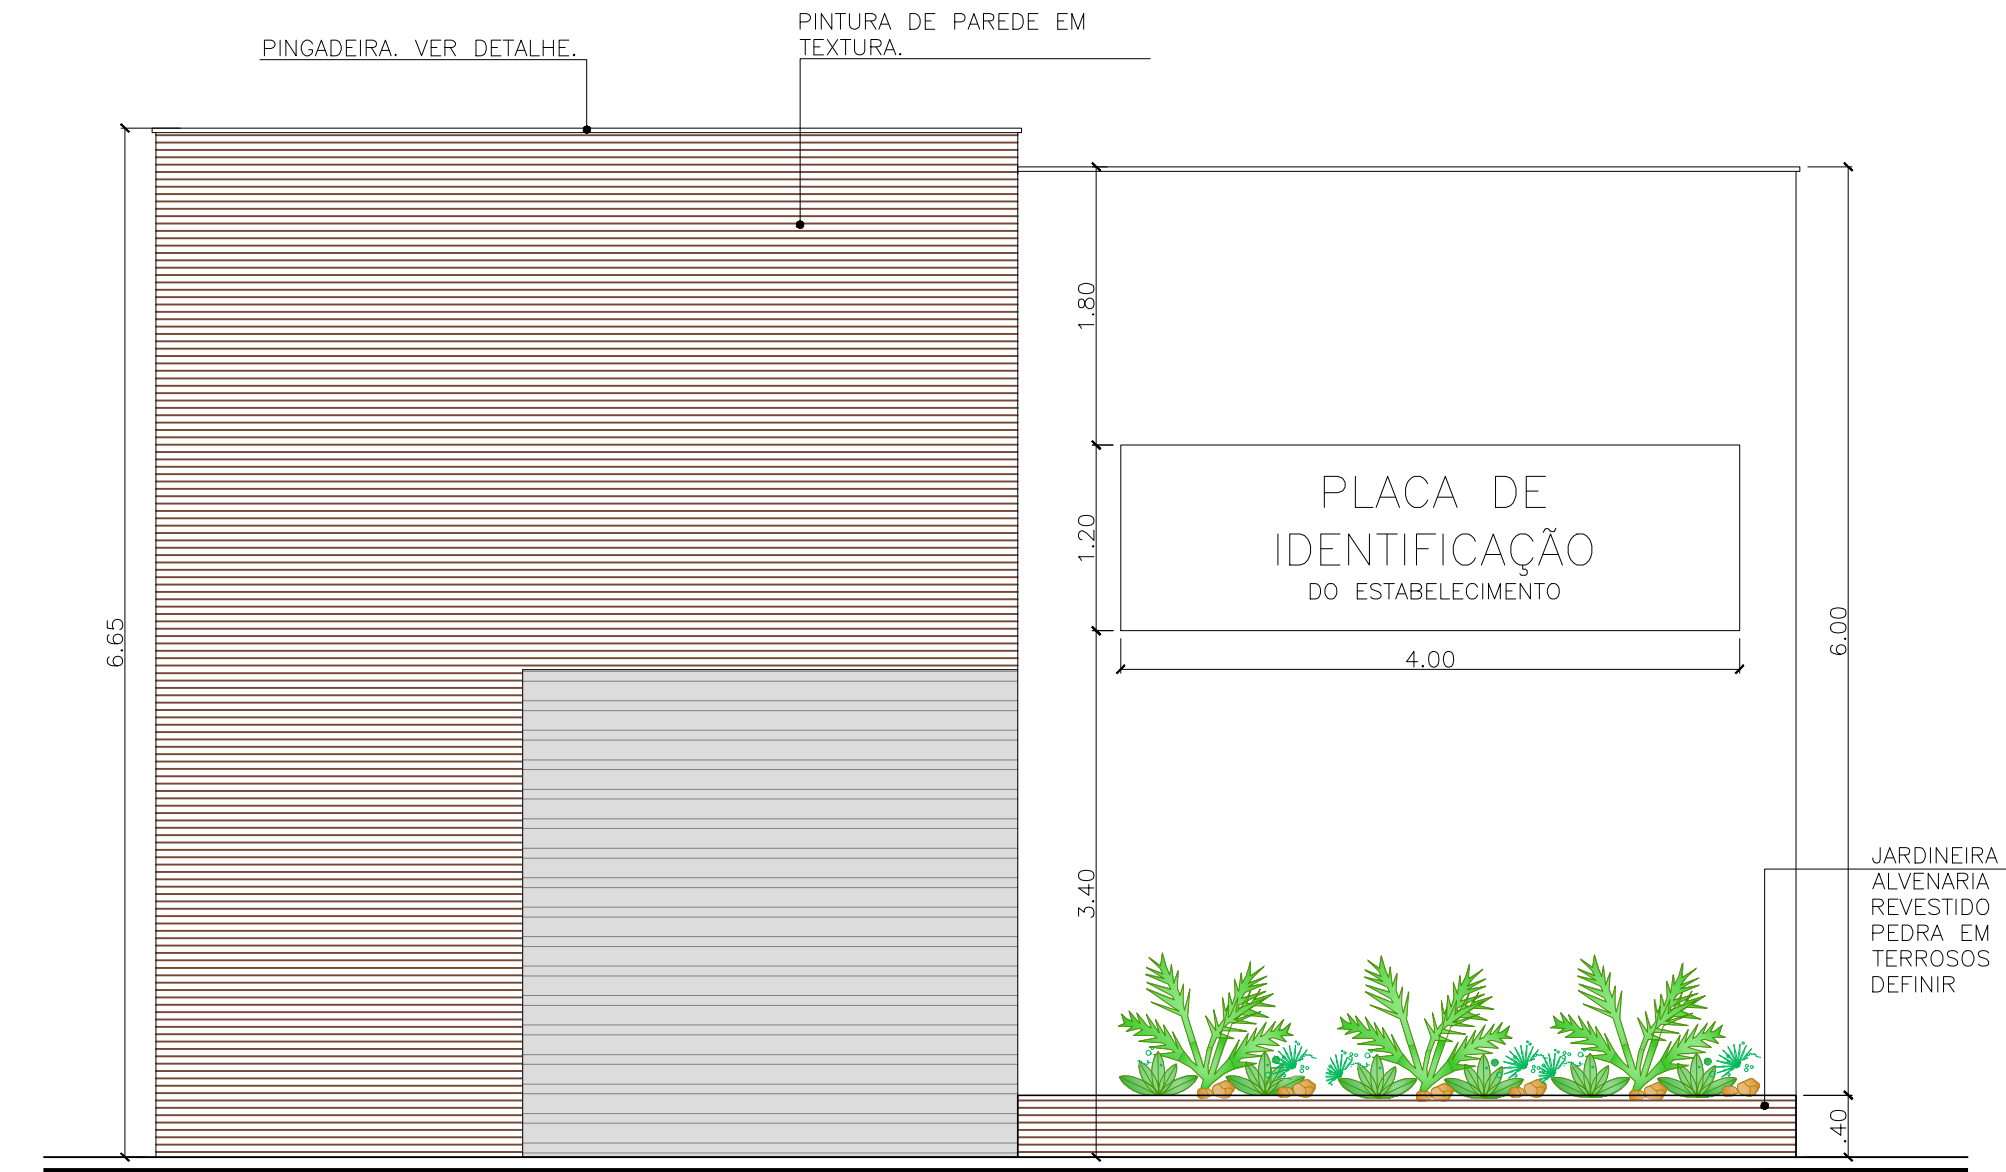 PINTURA DE PAREDE EM
TEXTURA.
PINGADEIRA. VER DETALHE.
1.80
PLACA DE
IDENTIFICAÇÃO
DO ESTABELECIMENTO
1.20
6.65
4.00
6.00
3.40
JARDINEIRA
ALVENARIA
REVESTIDO
PEDRA EM
TERROSOS
DEFINIR
.40